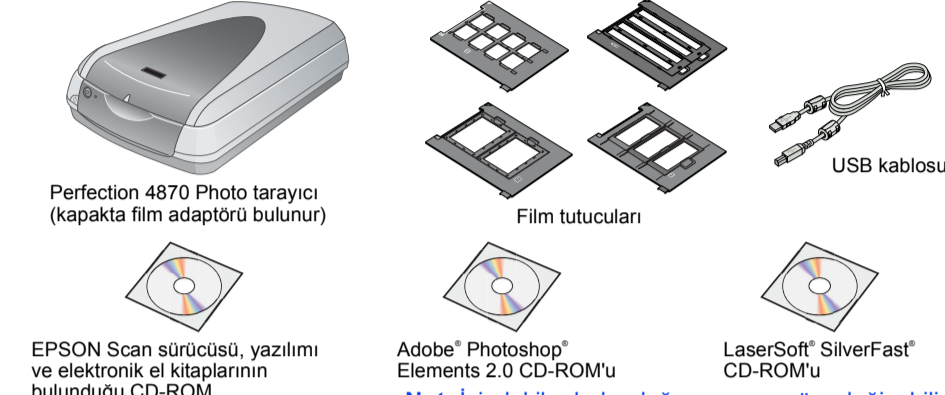 USB kablosu
Perfection 4870 Photo tarayıcı
(kapakta film adaptörü bulunur)
Film tutucuları
EPSON Scan sürücüsü, yazılımı
ve elektronik el kitaplarının
bulunduğu CD-ROM
Adobe® Photoshop®
Elements 2.0 CD-ROM'u
LaserSoft® SilverFast®
CD-ROM'u